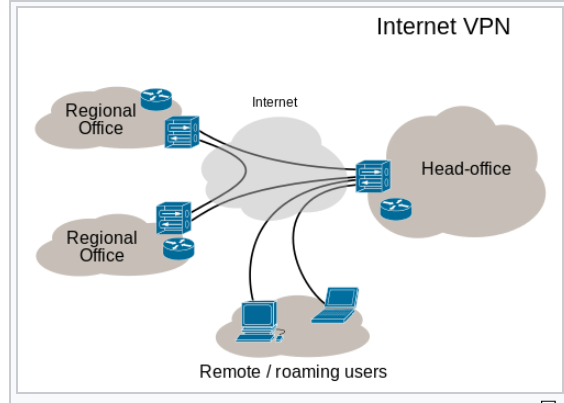 Internet VPN
Internet
Regional
Office
Head-office
Regional
Office
Remote / roaming users